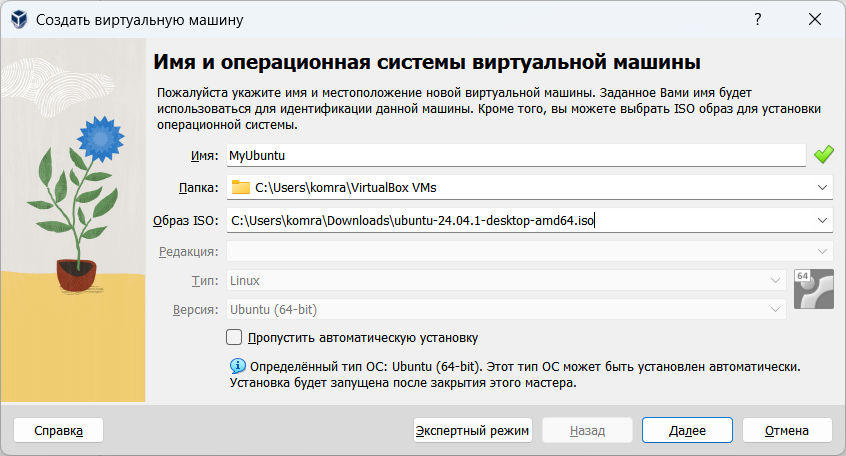 Создать виртуальную машину
?
Имя и операционная системы виртуальной машины
Пожалуйста укажите имя и местоположение новой виртуальной машины. Заданное Вами имя будет
использоваться для идентификации данной машины. Кроме того, вы можете выбрать ISO образ для установки
операционной системы.
Имя: MyUbuntu
Папка: C:\Users\komra\VirtualBox VMs
Образ ISO: C:\Users\komra\Downloads\ubuntu-24.04.1-desktop-amd64.iso
Редакция:
Тип: Linux
64
Версия: Ubuntu (64-bit)
Пропустить автоматическую установку
Определённый тип ОС: Ubuntu (64-bit). Этот тип ОС может быть установлен автоматически.
Установка будет запущена после закрытия этого мастера.
Справка Экспертный режим Назад Далее Отмена